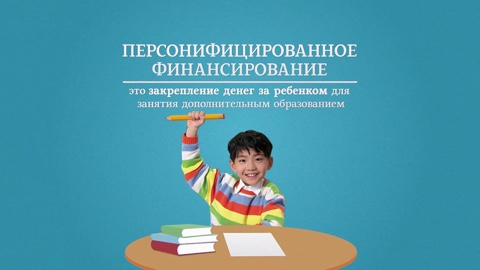 ПЕРСОНИФИЦИРОВАННОЕ
ФИНАНСИРОВАНИЕ
это закрепление денег за ребенком для
занятия дополнительным образованием